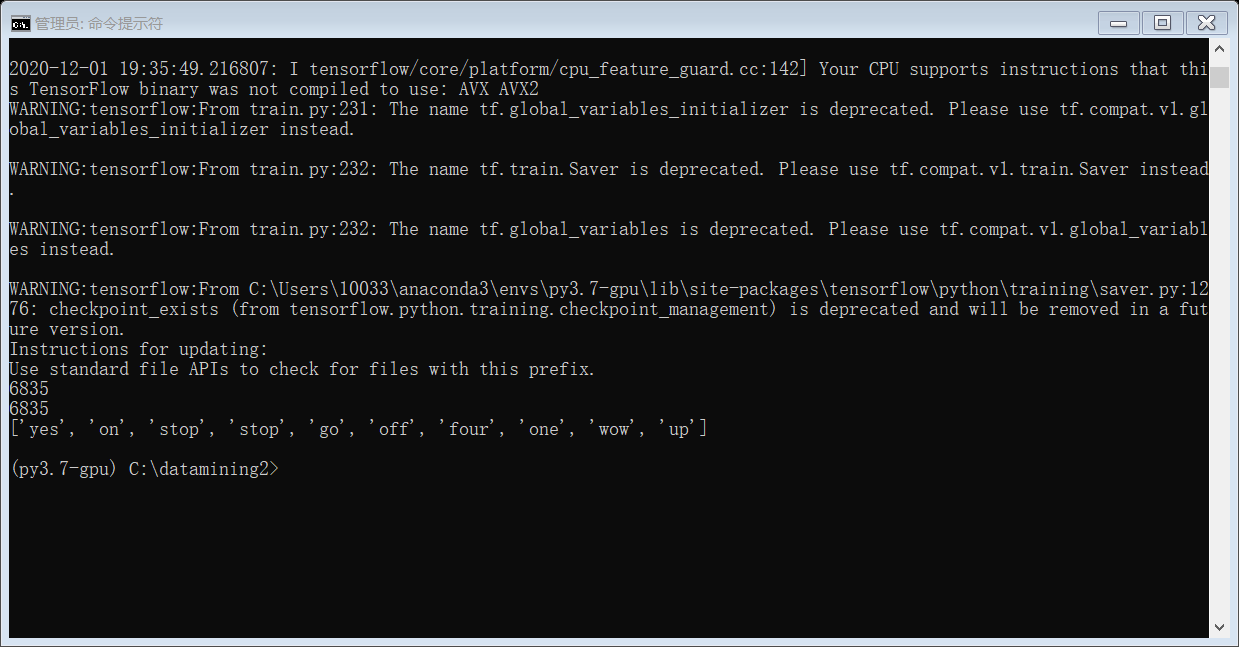 管理员: 命令提示符
2020-12-01 19:35:49.216807: I tensorflow/core/platform/cpu_feature_guard.cc:142] Your CPU supports instructions that thi
s TensorFlow binary was not compiled to use: AVX AVX2
WARNING:tensorflow:From train.py:231: The name tf.global_variables_initializer is deprecated. Please use tf.compat.v1.gl
obal_variables_initializer instead.
WARNING:tensorflow:From train.py:232: The name tf.train.Saver is deprecated. Please use tf.compat.v1.train.Saver instead
.
WARNING:tensorflow:From train.py:232: The name tf.global_variables is deprecated. Please use tf.compat.v1.global_variabl
es instead.
WARNING:tensorflow:From C:\Users\10033\anaconda3\envs\py3.7-gpu\lib\site-packages\tensorflow\python\training\saver.py:12
76: checkpoint_exists (from tensorflow.python.training.checkpoint_management) is deprecated and will be removed in a fut
ure version.
Instructions for updating:
Use standard file APIs to check for files with this prefix.
6835
6835
['yes', 'on', 'stop', 'stop', 'go', 'off', 'four', 'one', 'wow', 'up']
(py3.7-gpu) C:\datamining2>